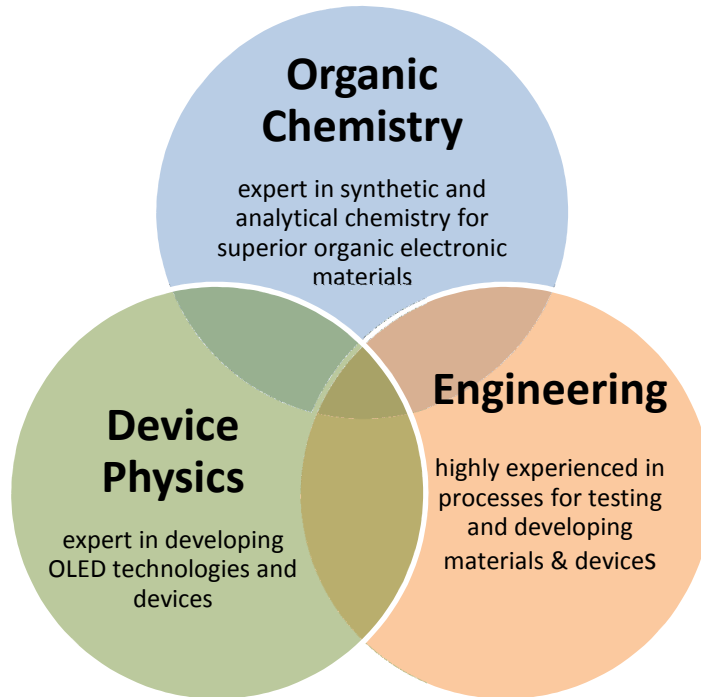 Organic
Chemistry
expert in synthetic and
analytical chemistry for
superior organic electronic
materials
Device
Physics
expert in developing
OLED technologies and
devices
Engineering
highly experienced in
processes for testing
and developing
materials & devices